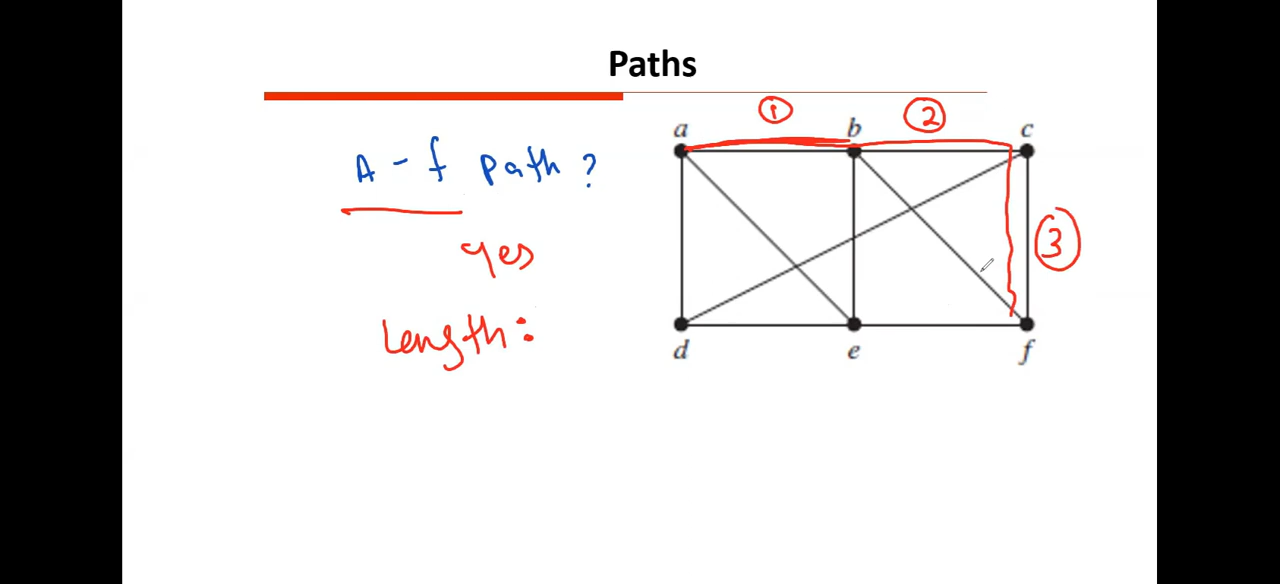 Paths
① ②
a b c
A - f Path ?
yes
③
Length:
d e f